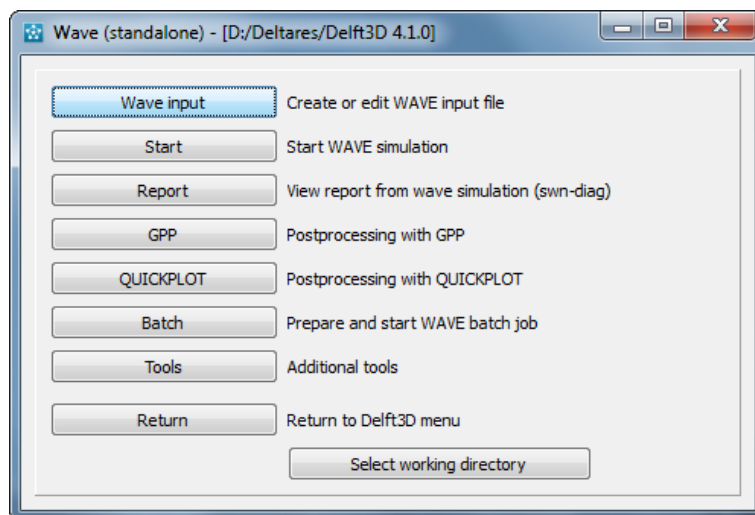 Wave (standalone) - [D:/Deltares/Delft3D 4.1.0]
Wave input Create or edit WAVE input file
Start Start WAVE simulation
Report View report from wave simulation (swn-diag)
GPP Postprocessing with GPP
QUICKPLOT Postprocessing with QUICKPLOT
Batch Prepare and start WAVE batch job
Tools Additional tools
Return Return to Delft3D menu
Select working directory